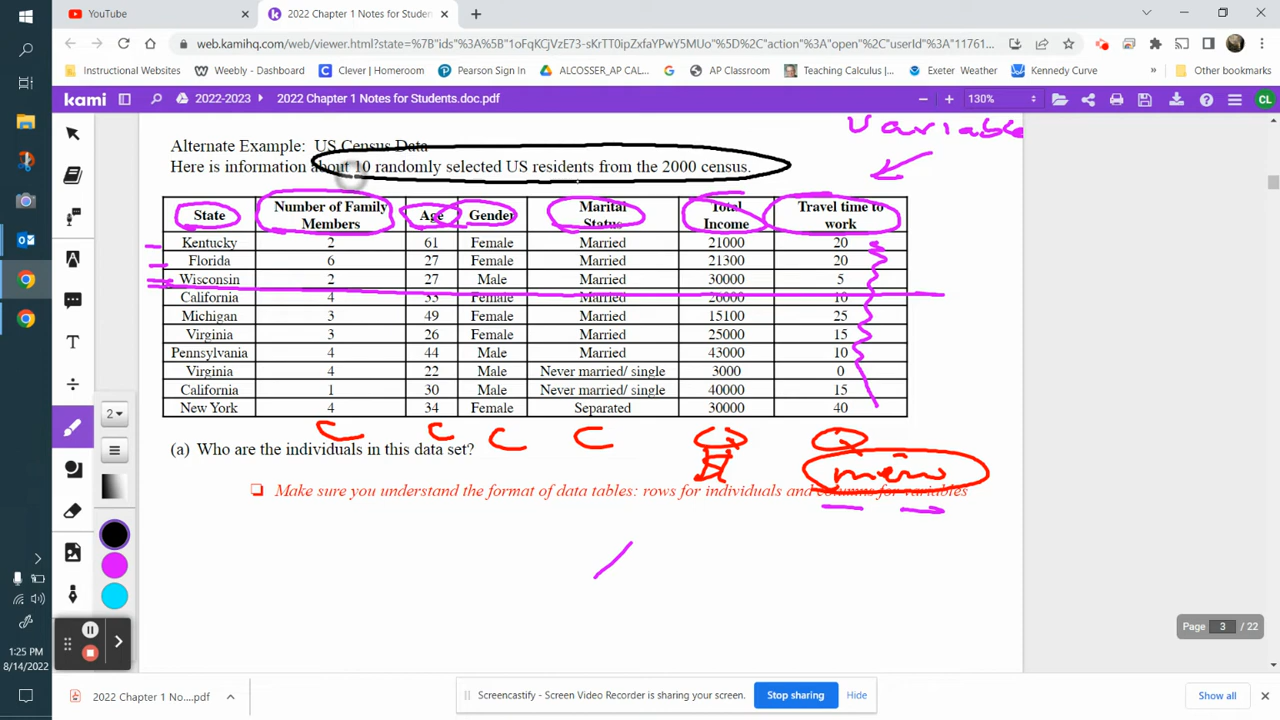 YouTube
2022 Chapter 1 Notes for Studen
web.kamihq.com/web/viewer.html?state=%7B"ids"%3A%5B"1oFqKCjVzE73-sKrTT0ipZxfaYPwY5MUo"%5D%2C"action"%3A"open"%2C"userId"%3A"11761...
Instructional Websites
Weebly - Dashboard
Clever | Homeroom
Pearson Sign In
ALCOSSER_AP CAL...
AP Classroom
Teaching Calculus |...
Exeter Weather
Kennedy Curve
Other bookmarks
kami
2022-2023
2022 Chapter 1 Notes for Students.doc.pdf
130%
CL
Variable
Alternate Example: US Census Data
Here is information about 10 randomly selected US residents from the 2000 census.
State Number of Family Members Age Gender Marital Status Total Income Travel time to work
Kentucky 2 61 Female Married 21000 20
Florida 6 27 Female Married 21300 20
Wisconsin 2 27 Male Married 30000 5
California 4 33 Female Married 26000 10
Michigan 3 49 Female Married 15100 25
Virginia 3 26 Female Married 25000 15
Pennsylvania 4 44 Male Married 43000 10
Virginia 4 22 Male Never married/ single 3000 0
California 1 30 Male Never married/ single 40000 15
New York 4 34 Female Separated 30000 40
C C C C
(a) Who are the individuals in this data set?
Make sure you understand the format of data tables: rows for individuals and columns for variables
2
T
Page 3 / 22
1:25 PM
8/14/2022
2022 Chapter 1 No....pdf
Screencastify - Screen Video Recorder is sharing your screen.
Stop sharing
Hide
Show all